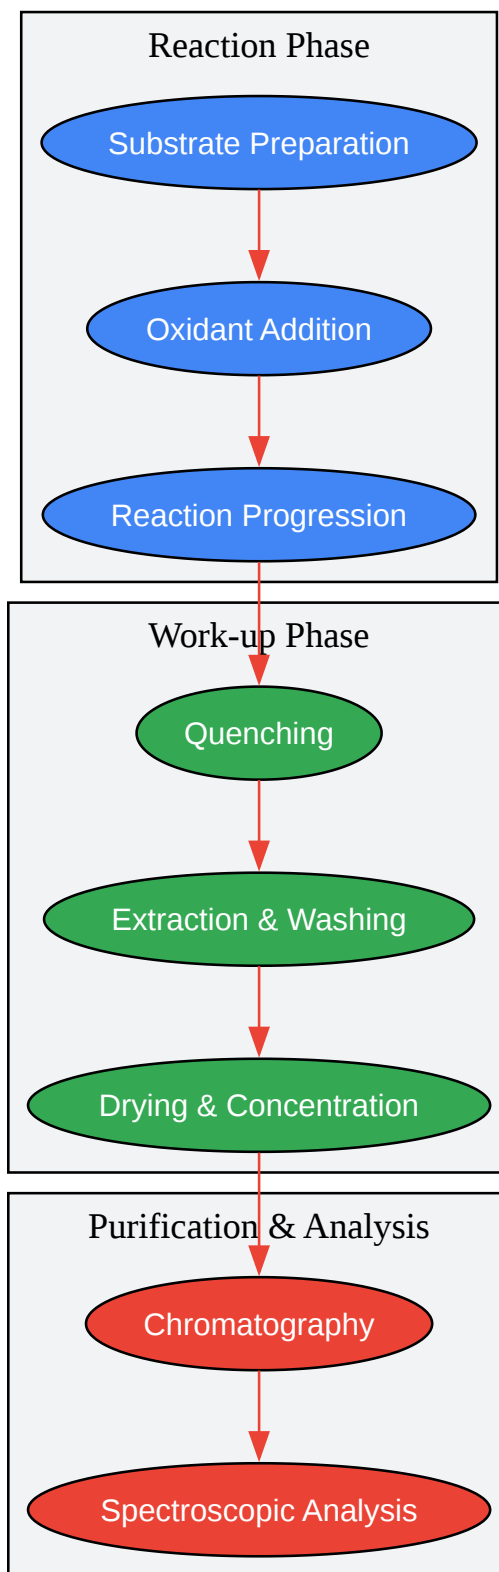 Reaction Phase
Substrate Preparation
Oxidant Addition
Reaction Progression
Work-up Phase
Quenching
Extraction & Washing
Drying & Concentration
Purification & Analysis
Chromatography
Spectroscopic Analysis